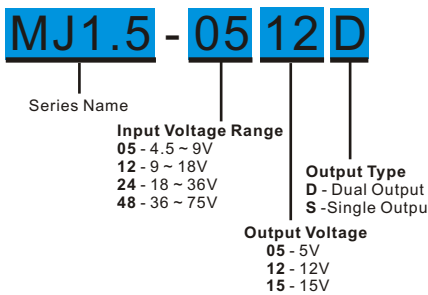 MJ1.5 - 05 12 D
Series Name
Input Voltage Range
05 - 4.5 ~ 9V
12 - 9 ~ 18V
24 - 18 ~ 36V
48 - 36 ~ 75V
Output Type
D - Dual Output
S -Single Outpu
Output Voltage
05 - 5V
12 - 12V
15 - 15V